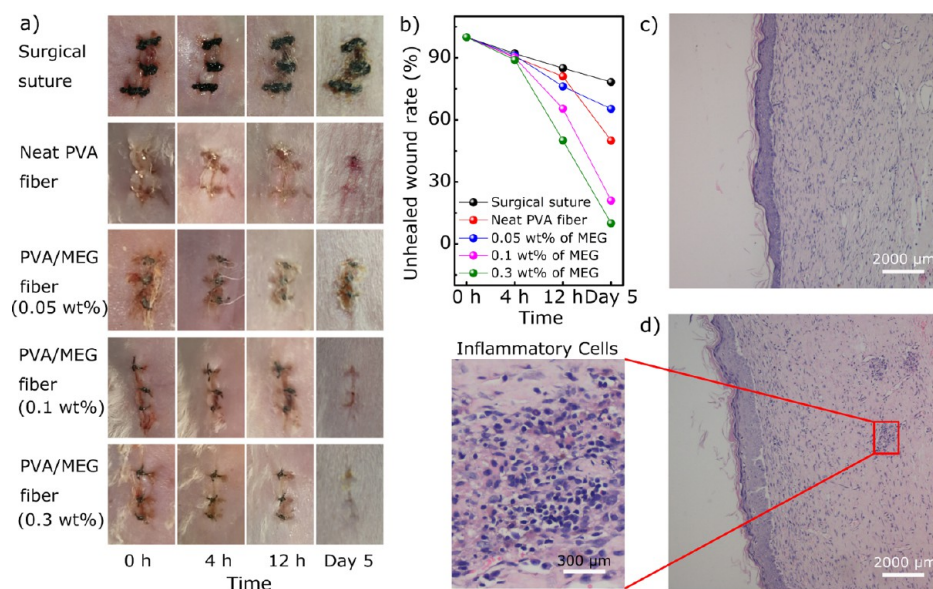 a)
Surgical
suture
Neat PVA
fiber
PVA/MEG
fiber
(0.05 wt%)
PVA/MEG
fiber
(0.1 wt%)
PVA/MEG
fiber
(0.3 wt%)
0 h 4 h 12 h Day 5
Time
b)
Unhealed wound rate (%)
90
60
30
0
Surgical suture
Neat PVA fiber
0.05 wt% of MEG
0.1 wt% of MEG
0.3 wt% of MEG
0 h 4 h 12 h Day 5
Time
Inflammatory Cells
300 μm
c)
2000 μm
d)
2000 μm